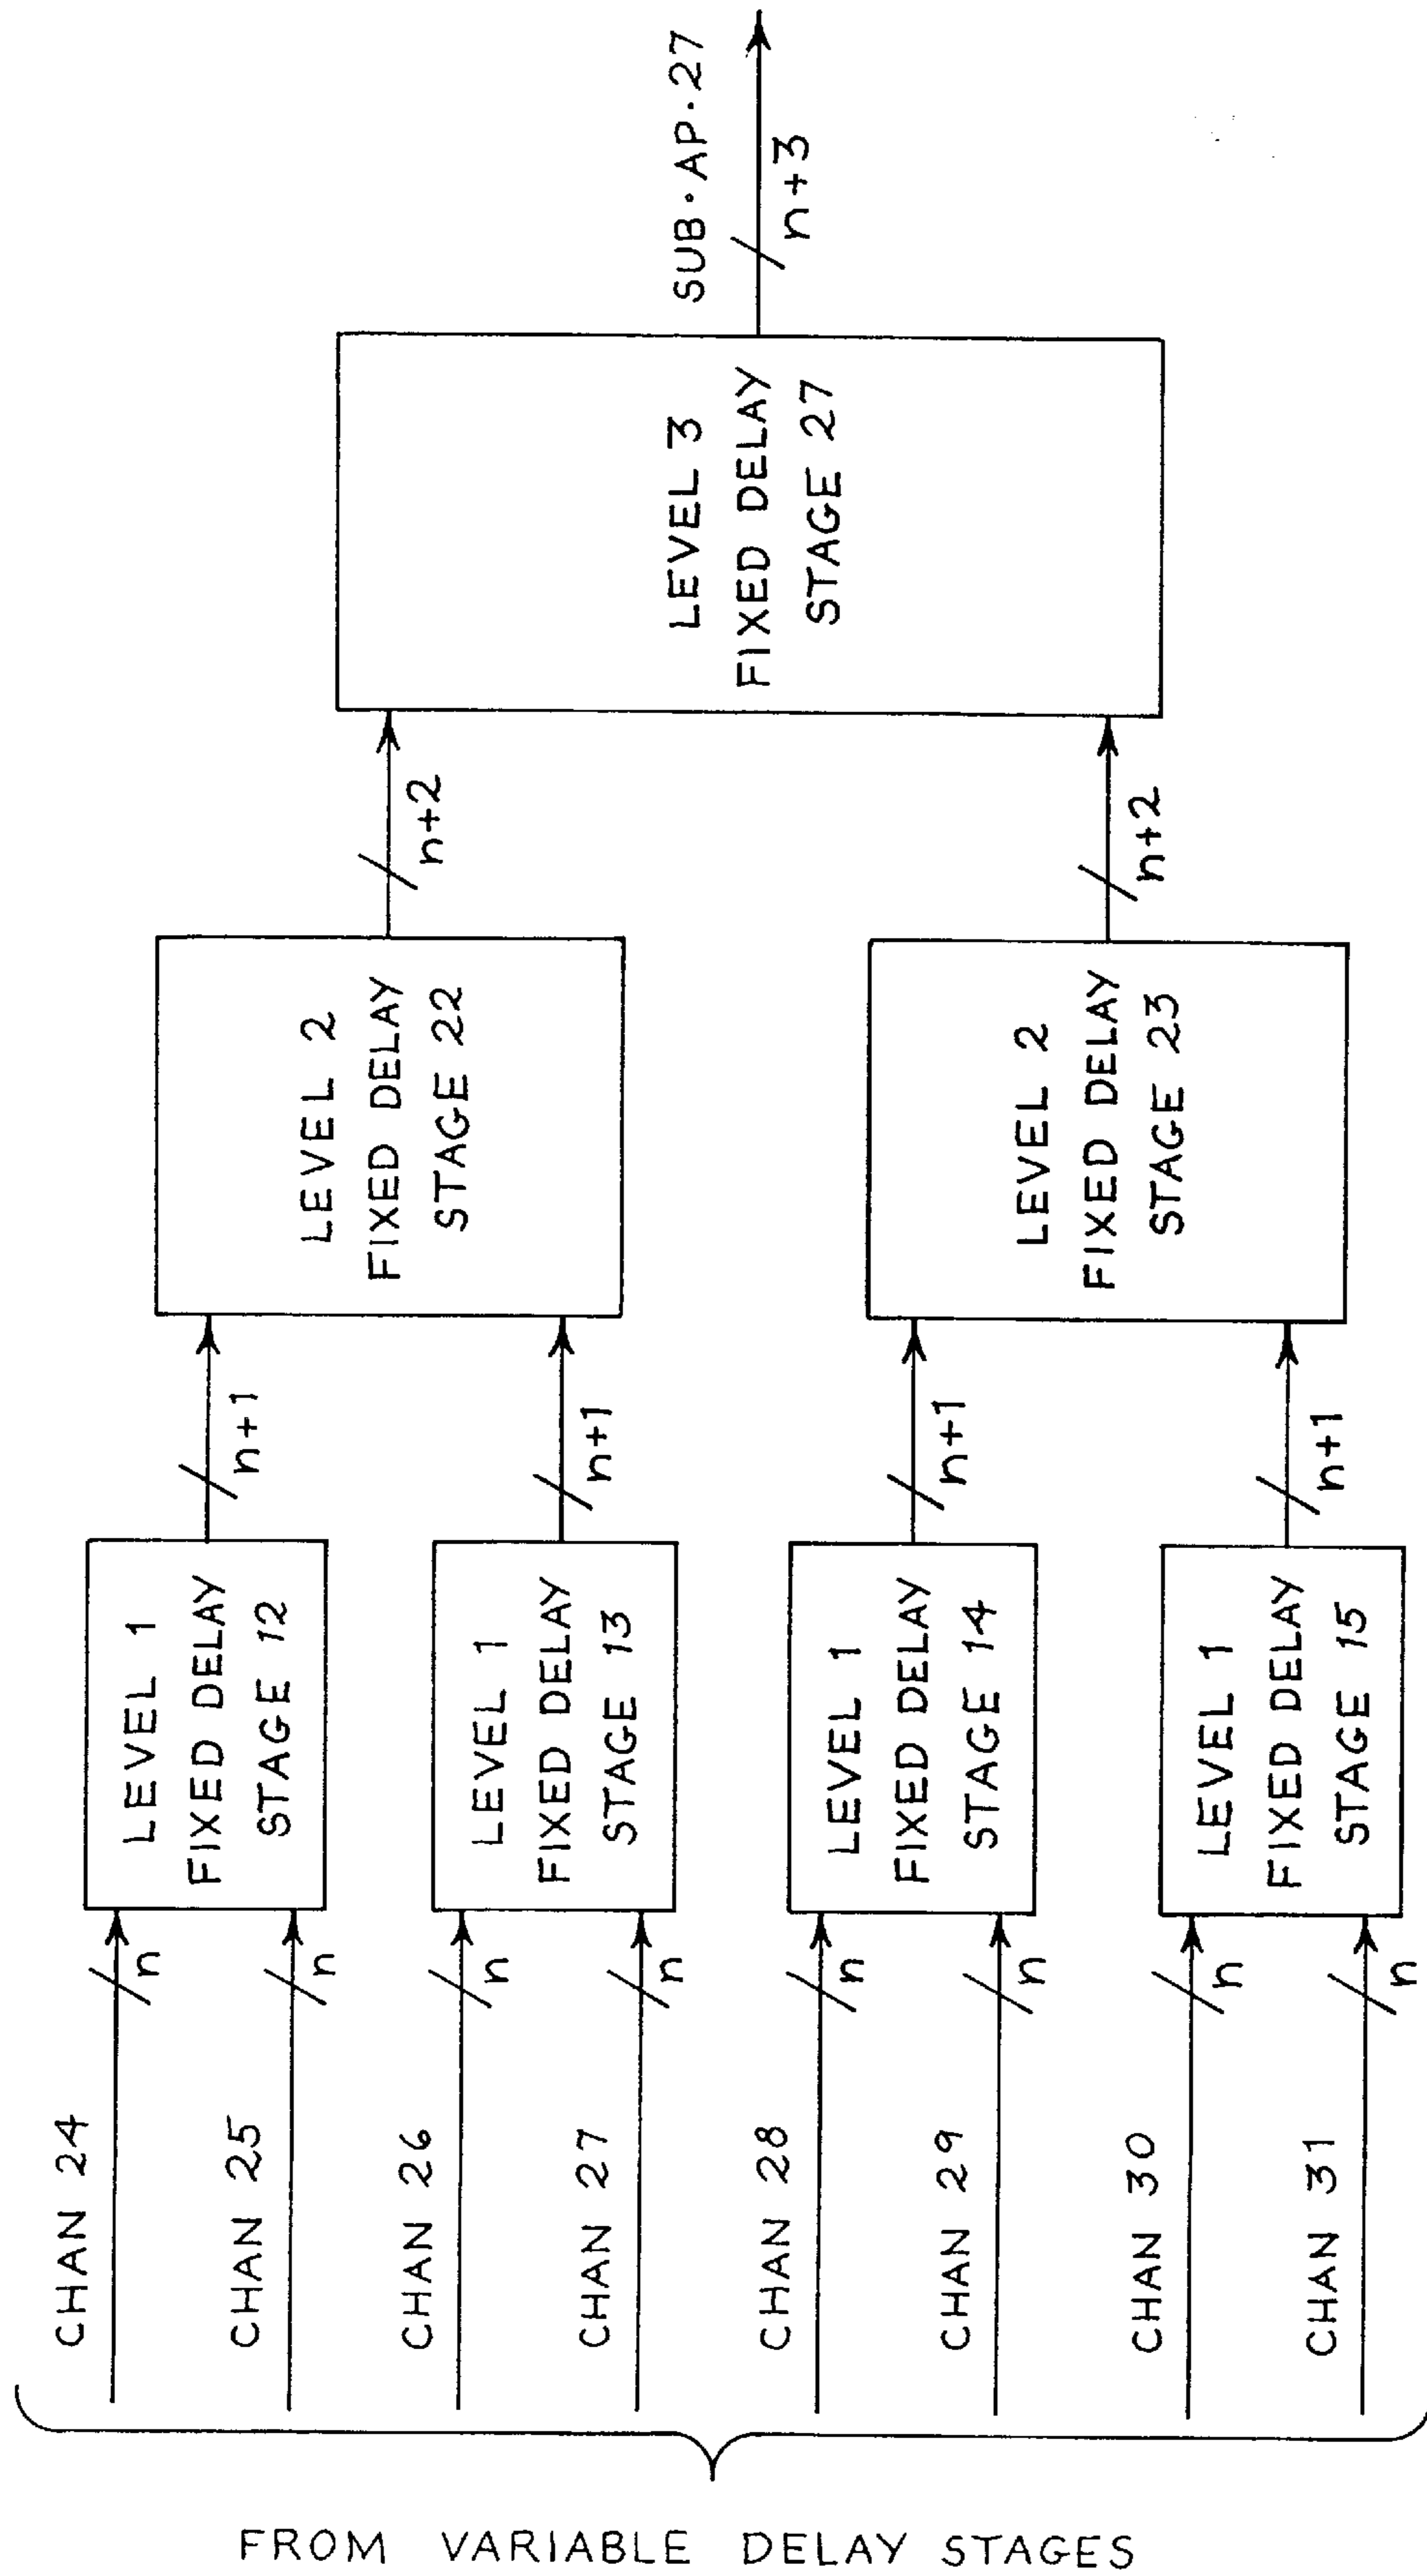 CHAN 24
CHAN 25
CHAN 26
CHAN 27
CHAN 28
CHAN 29
CHAN 30
CHAN 31
n
n
n
n
n
n
n
n
LEVEL 1
FIXED DELAY
STAGE 12
LEVEL 1
FIXED DELAY
STAGE 13
LEVEL 1
FIXED DELAY
STAGE 14
LEVEL 1
FIXED DELAY
STAGE 15
n+1
n+1
n+1
n+1
LEVEL 2
FIXED DELAY
STAGE 22
LEVEL 2
FIXED DELAY
STAGE 23
n+2
n+2
LEVEL 3
FIXED DELAY
STAGE 27
SUB·AP·27
n+3
FROM VARIABLE DELAY STAGES